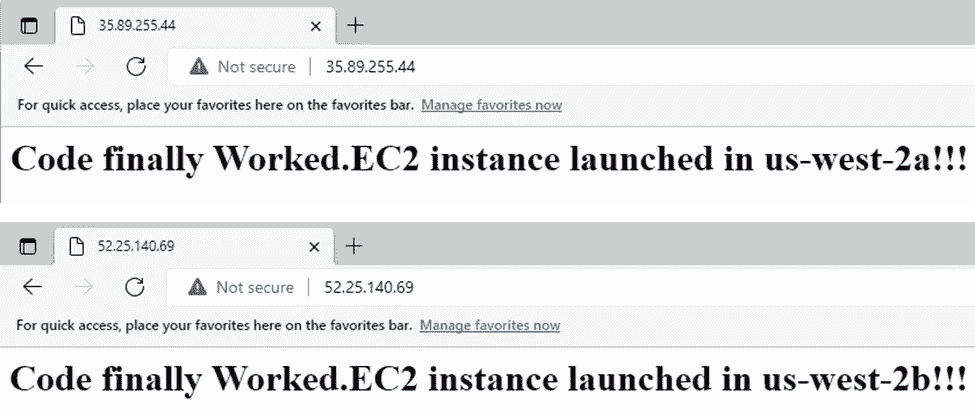 35.89.255.44
Not secure 35.89.255.44
For quick access, place your favorites here on the favorites bar. Manage favorites now
Code finally Worked.EC2 instance launched in us-west-2a!!!
52.25.140.69
Not secure 52.25.140.69
For quick access, place your favorites here on the favorites bar. Manage favorites now
Code finally Worked.EC2 instance launched in us-west-2b!!!